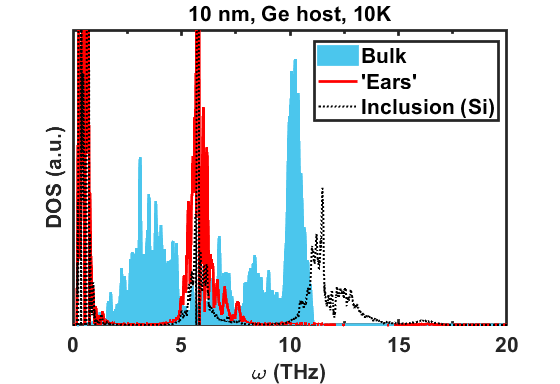 10 nm, Ge host, 10K
Bulk
'Ears'
Inclusion (Si)
DOS (a.u.)
0 5 10 15 20
ω (THz)